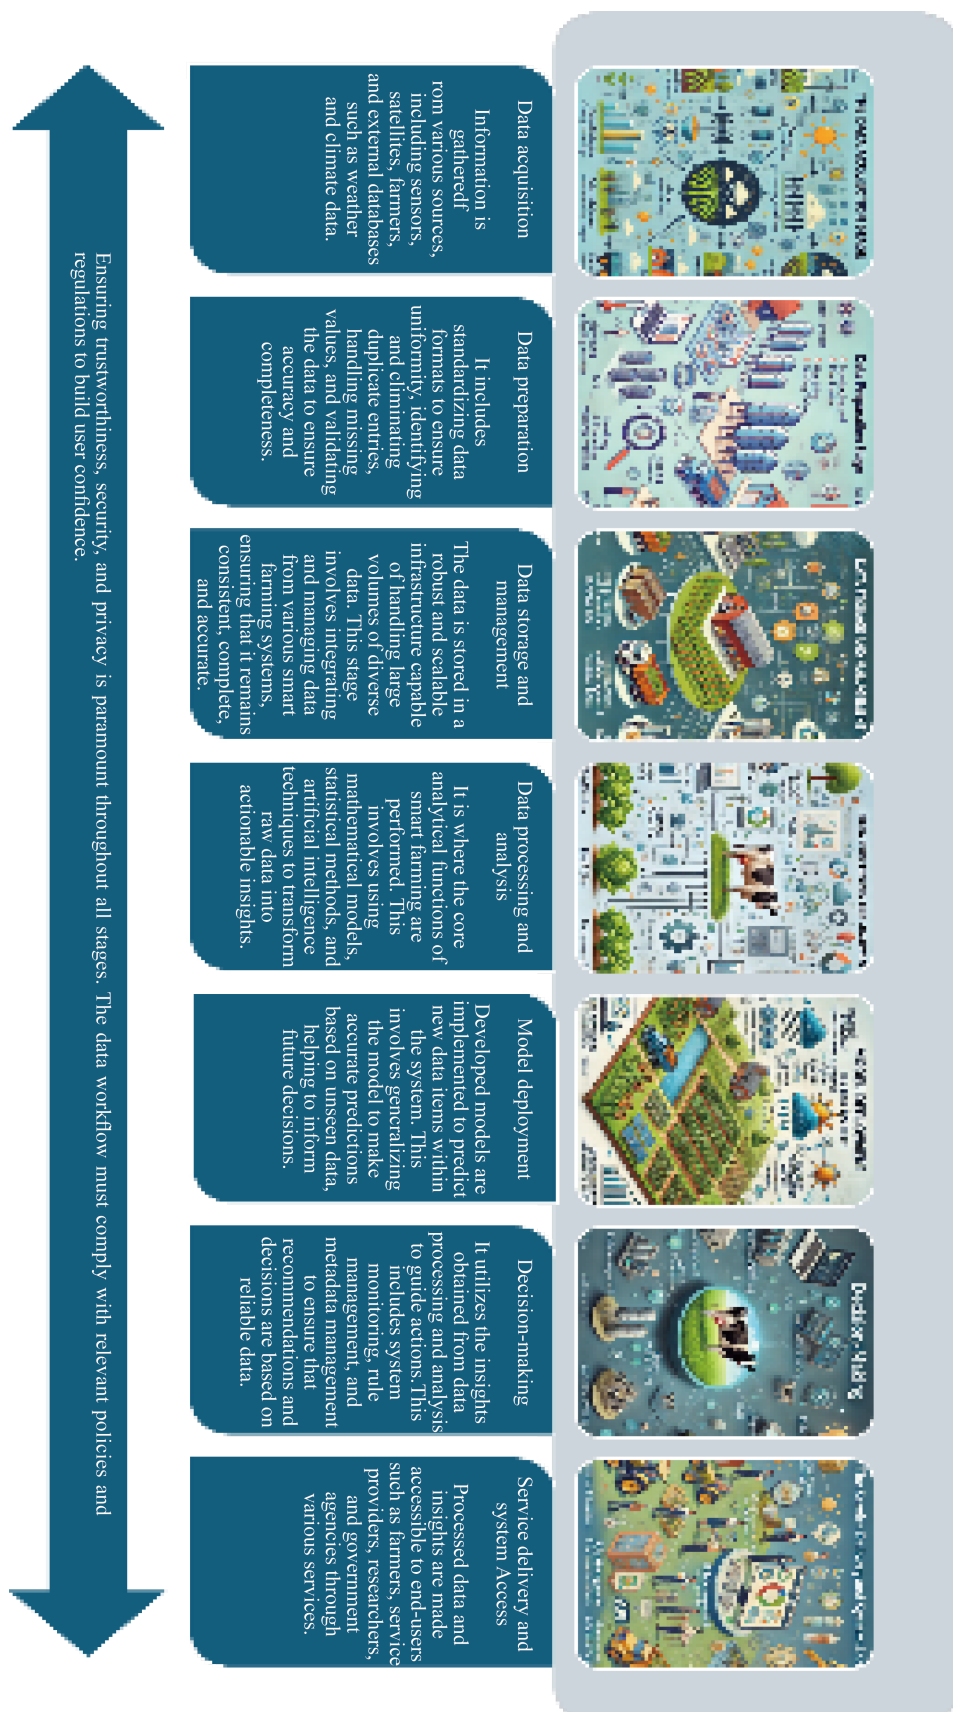 Decision Making
Data acquisition
Information is
gatheredf
rom various sources,
including sensors,
satellites, farmers,
and external databases
such as weather
and climate data.
Data preparation
It includes
standardizing data
formats to ensure
uniformity, identifying
and climinating
duplicate entries,
handling missing
values, and validating
the data to ensure
accuracy and
completeness.
Data storage and
management
The data is stored in a
robust and scalable
infrastructure capable
of handling large
volumes of diverse
data. This stage
involves integrating
and managing data
from various smart
farming systems,
ensuring that it remains
consistent, complete,
and accurate.
Data processing and
analysis
It is where the core
analytical functions of
smart farming are
performed. This
involves using
mathematical models,
statistical methods, and
artificial intelligence
techniques to transform
raw data into
actionable insights.
Model deployment
Developed models are
implemented to predict
new data items within
the system. This
involves generalizing
the model to make
accurate predictions
based on unseen data,
helping to inform
future decisions.
Decision-making
It utilizes the insights
obtained from data
processing and analysis
to guide actions.This
includes system
monitoring, rule
management, and
metadata management
to ensure that
recommendations and
decisions are based on
reliable data.
Service delivery and
system Access
Processed data and
insights are made
accessible to end-users
such as farmers, service
providers, researchers,
and government
agencies through
various services.
Ensuring trustworthiness, security, and privacy is paramount throughout all stages. The data workflow must comply with relevant policies and
regulations to build user confidence.